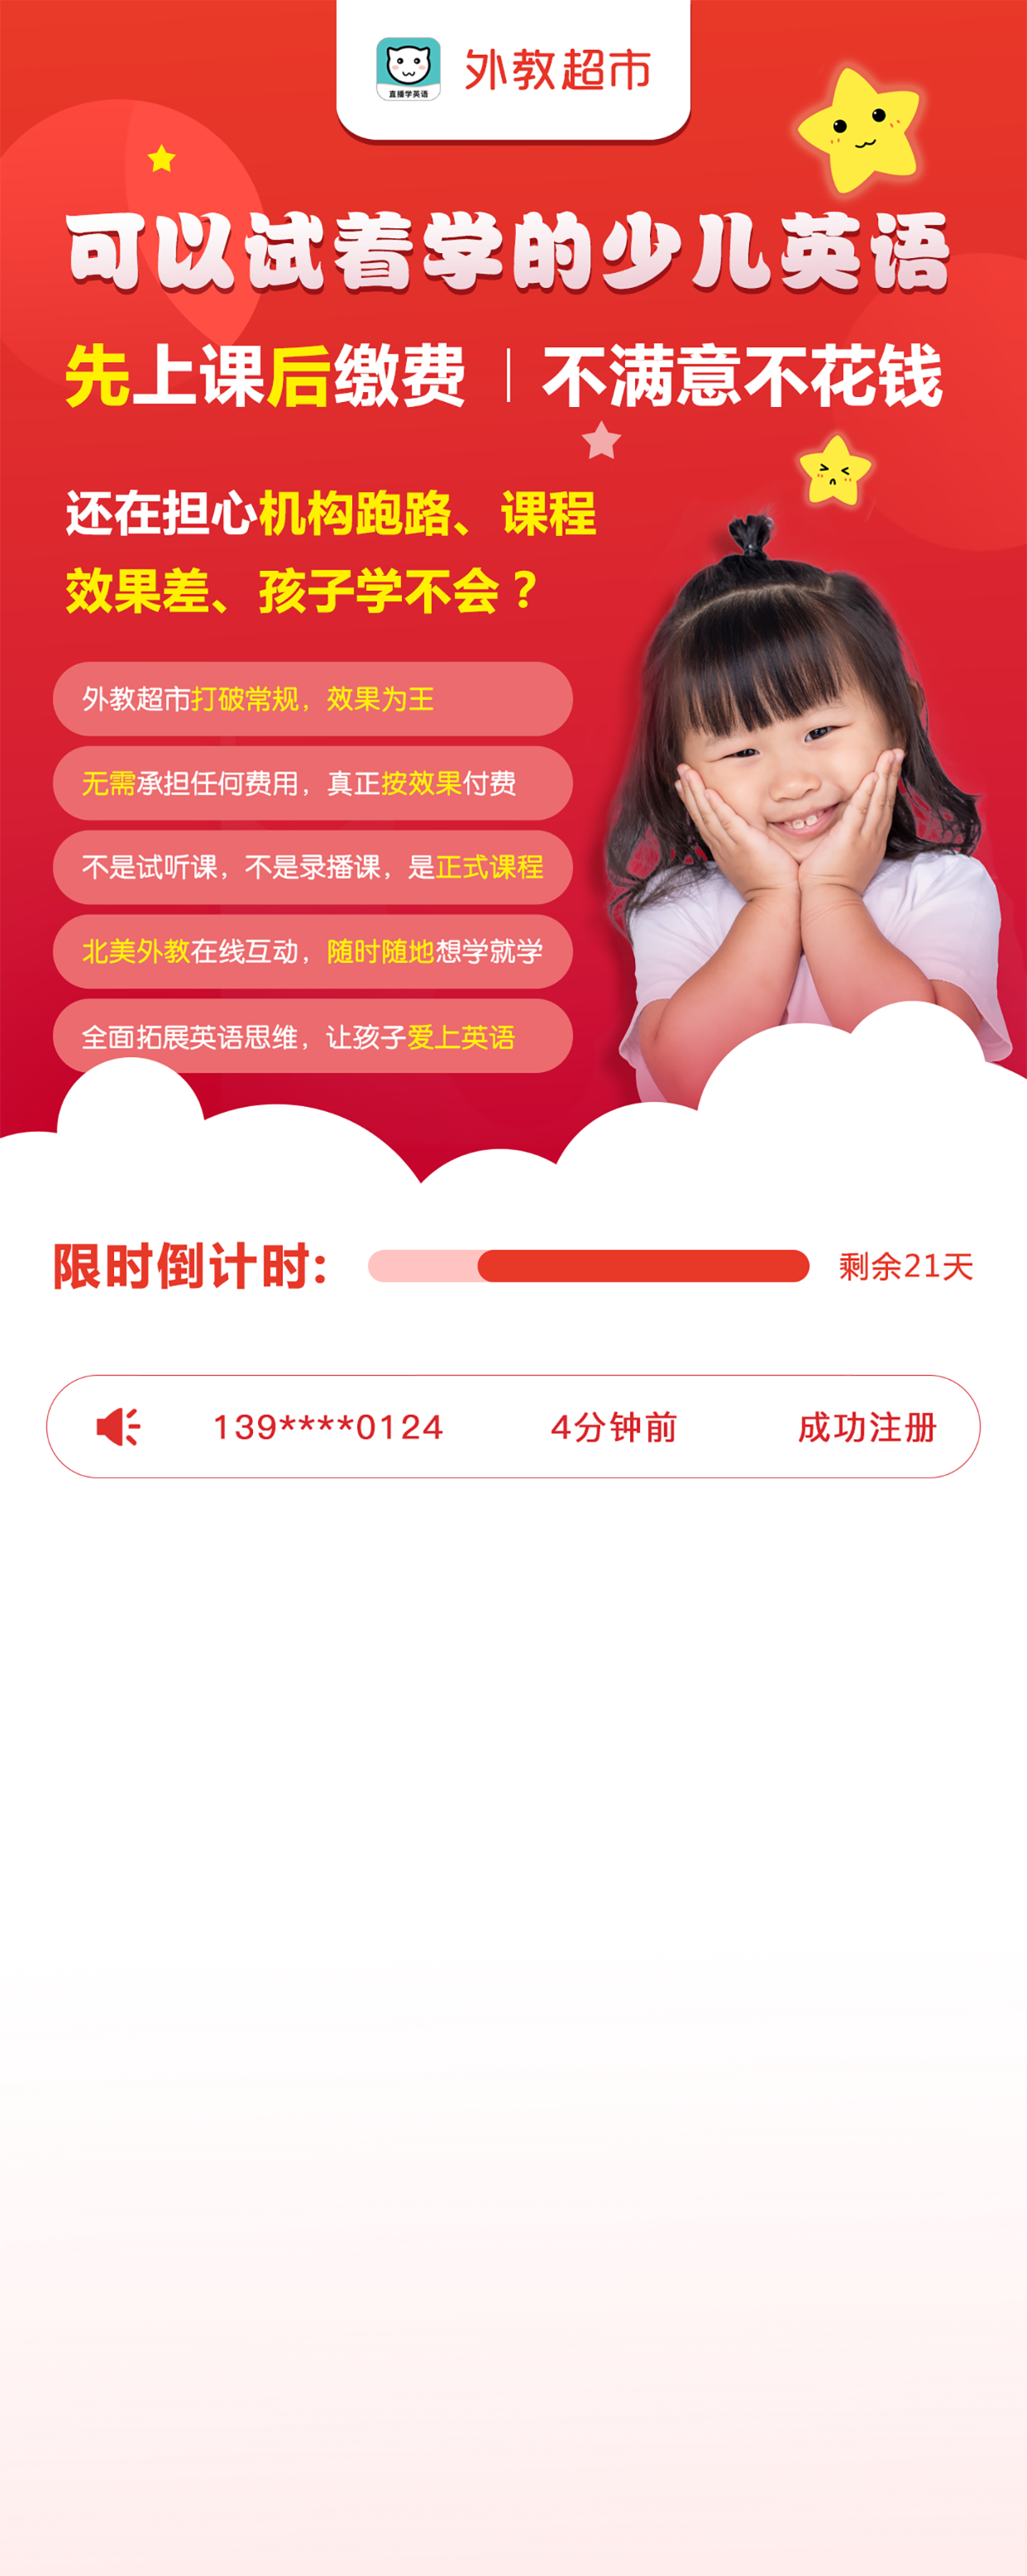 直播学英语
外教超市
可以试着学的少儿英语
先上课后缴费 | 不满意不花钱
还在担心机构跑路、课程
效果差、孩子学不会？
外教超市打破常规，效果为王
无需承担任何费用，真正按效果付费
不是试听课，不是录播课，是正式课程
北美外教在线互动，随时随地想学就学
全面拓展英语思维，让孩子爱上英语
限时倒计时: 剩余21天
139****0124 4分钟前 成功注册